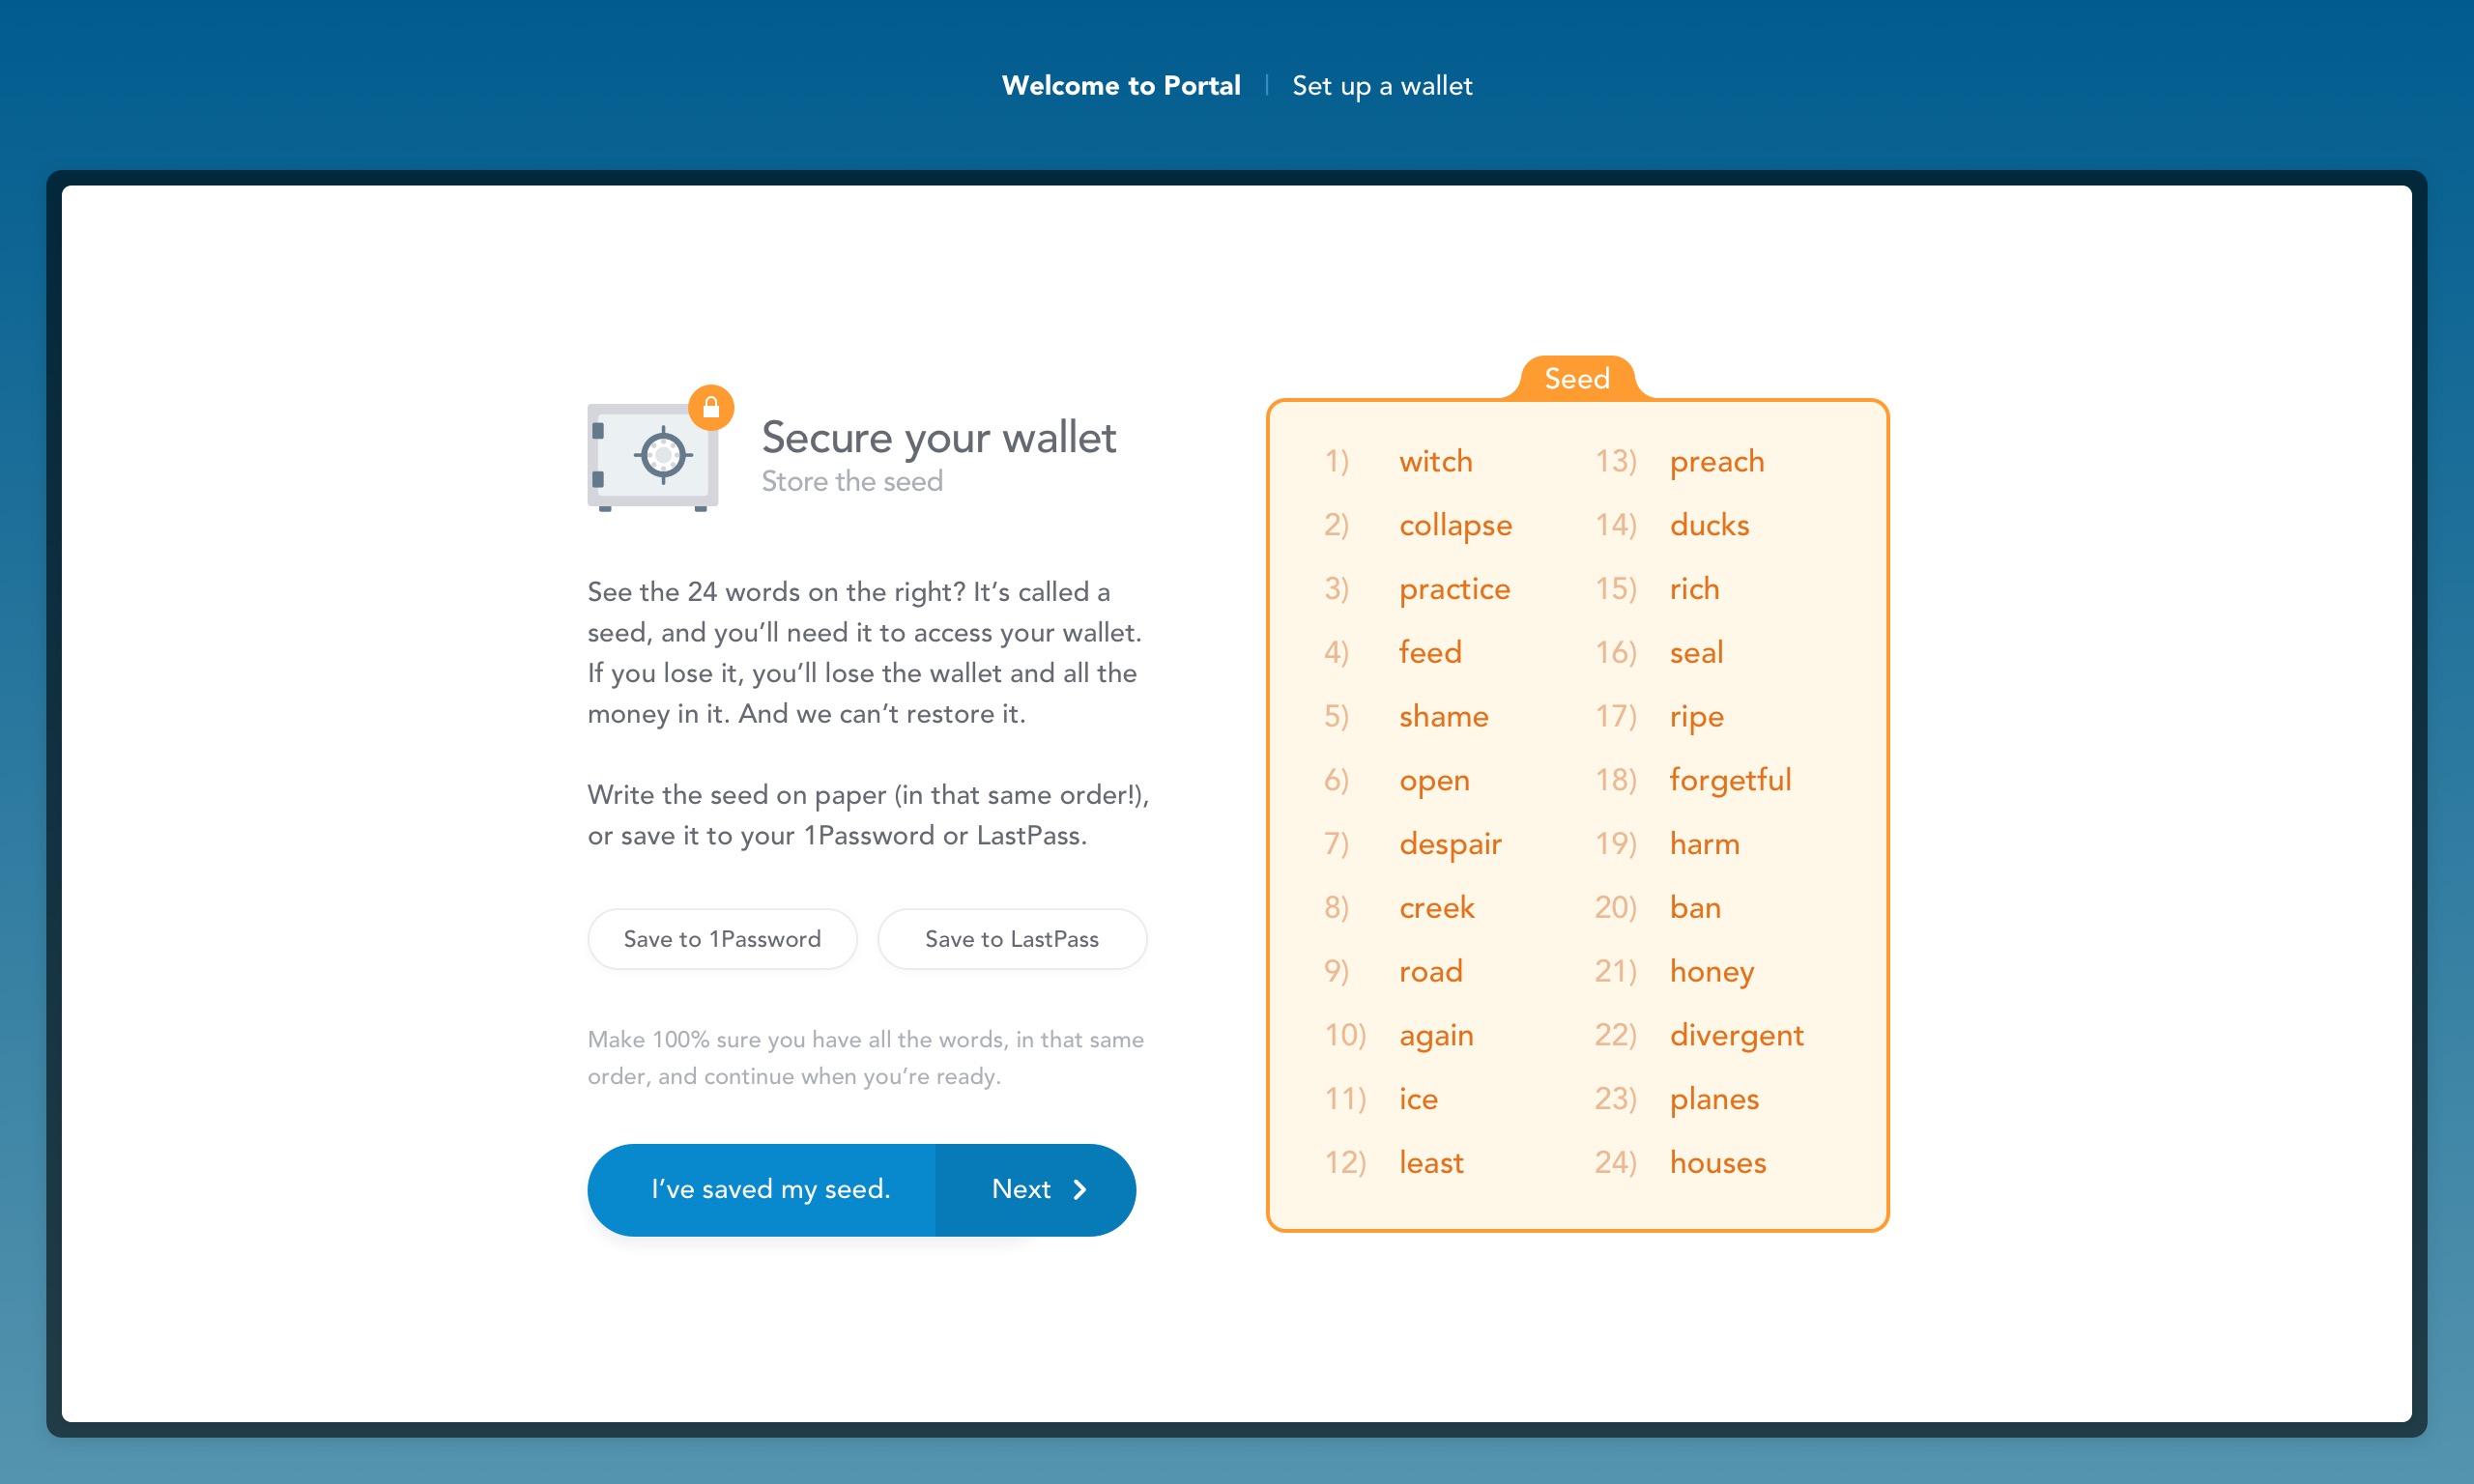 Welcome to Portal | Set up a wallet
Secure your wallet
Store the seed
See the 24 words on the right? It’s called a
seed, and you’ll need it to access your wallet.
If you lose it, you’ll lose the wallet and all the
money in it. And we can’t restore it.
Write the seed on paper (in that same order!),
or save it to your 1Password or LastPass.
Save to 1Password
Save to LastPass
Make 100% sure you have all the words, in that same
order, and continue when you’re ready.
I’ve saved my seed.
Next
Seed
1) witch
2) collapse
3) practice
4) feed
5) shame
6) open
7) despair
8) creek
9) road
10) again
11) ice
12) least
13) preach
14) ducks
15) rich
16) seal
17) ripe
18) forgetful
19) harm
20) ban
21) honey
22) divergent
23) planes
24) houses